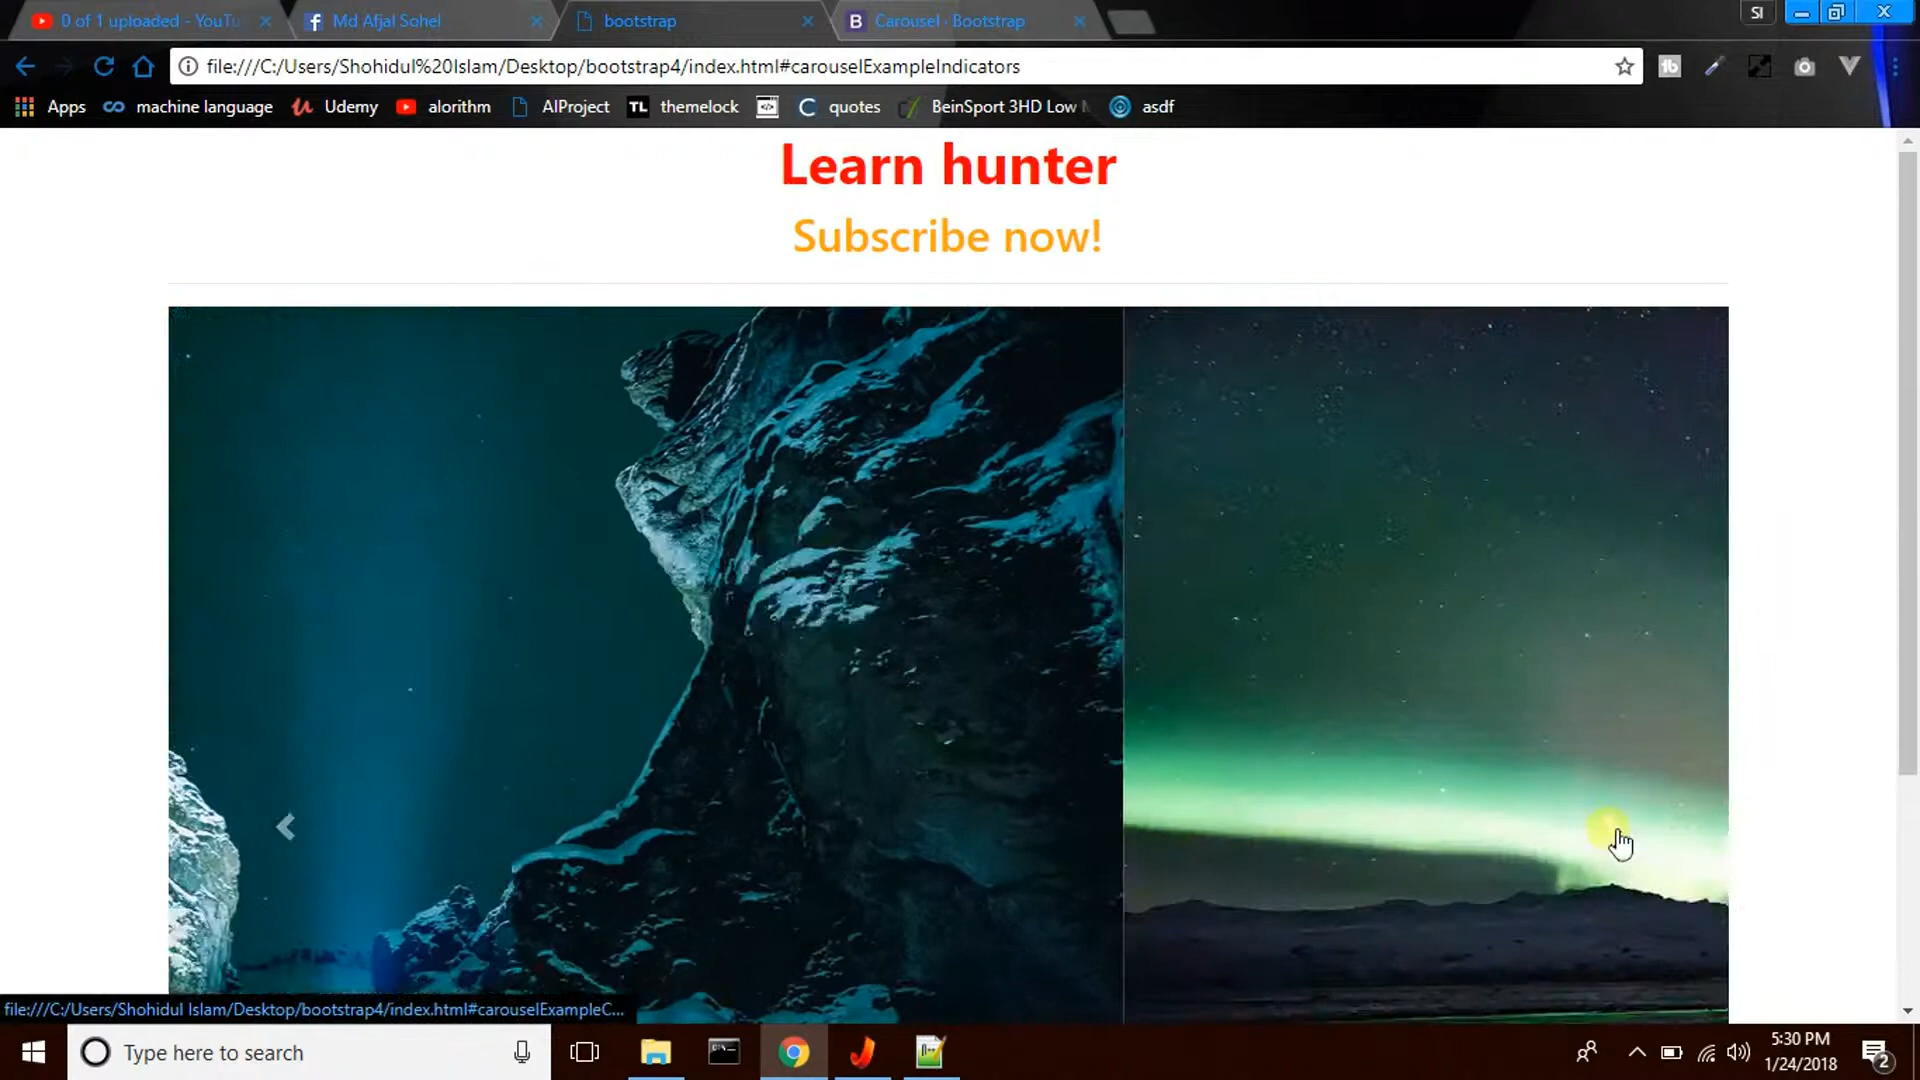 0 of 1 uploaded - YouTu
Md Afjal Sohel
bootstrap
B Carousel · Bootstrap
SI
file:///C:/Users/Shohidul%20Islam/Desktop/bootstrap4/index.html#carouselExampleIndicators
Apps
machine language
Udemy
alorithm
AIProject
TL themelock
quotes
BeinSport 3HD Low
asdf
Learn hunter
Subscribe now!
file:///C:/Users/Shohidul Islam/Desktop/bootstrap4/index.html#carouselExampleC...
Type here to search
5:30 PM
1/24/2018
2